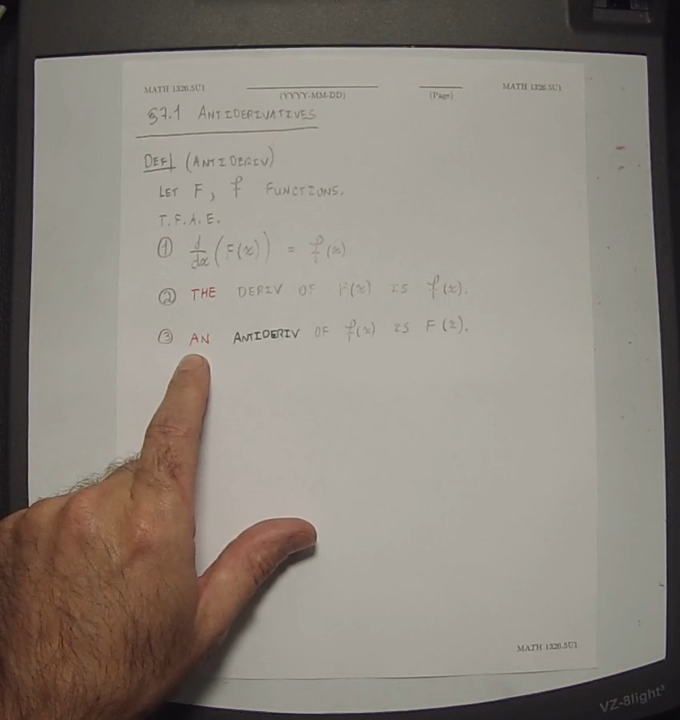 MATH 1326.5U1 (YYYY-MM-DD) (Page) MATH 1326.5U1
§7.1 ANTIDERIVATIVES
DEF (ANTIDERIV)
LET F, f FUNCTIONS.
T.F.A.E.
① d/dx (F(x)) = f(x)
② THE DERIV OF F(x) IS f(x).
③ AN ANTIDERIV OF f(x) IS F(x).
MATH 1326.5U1
VZ-8light³